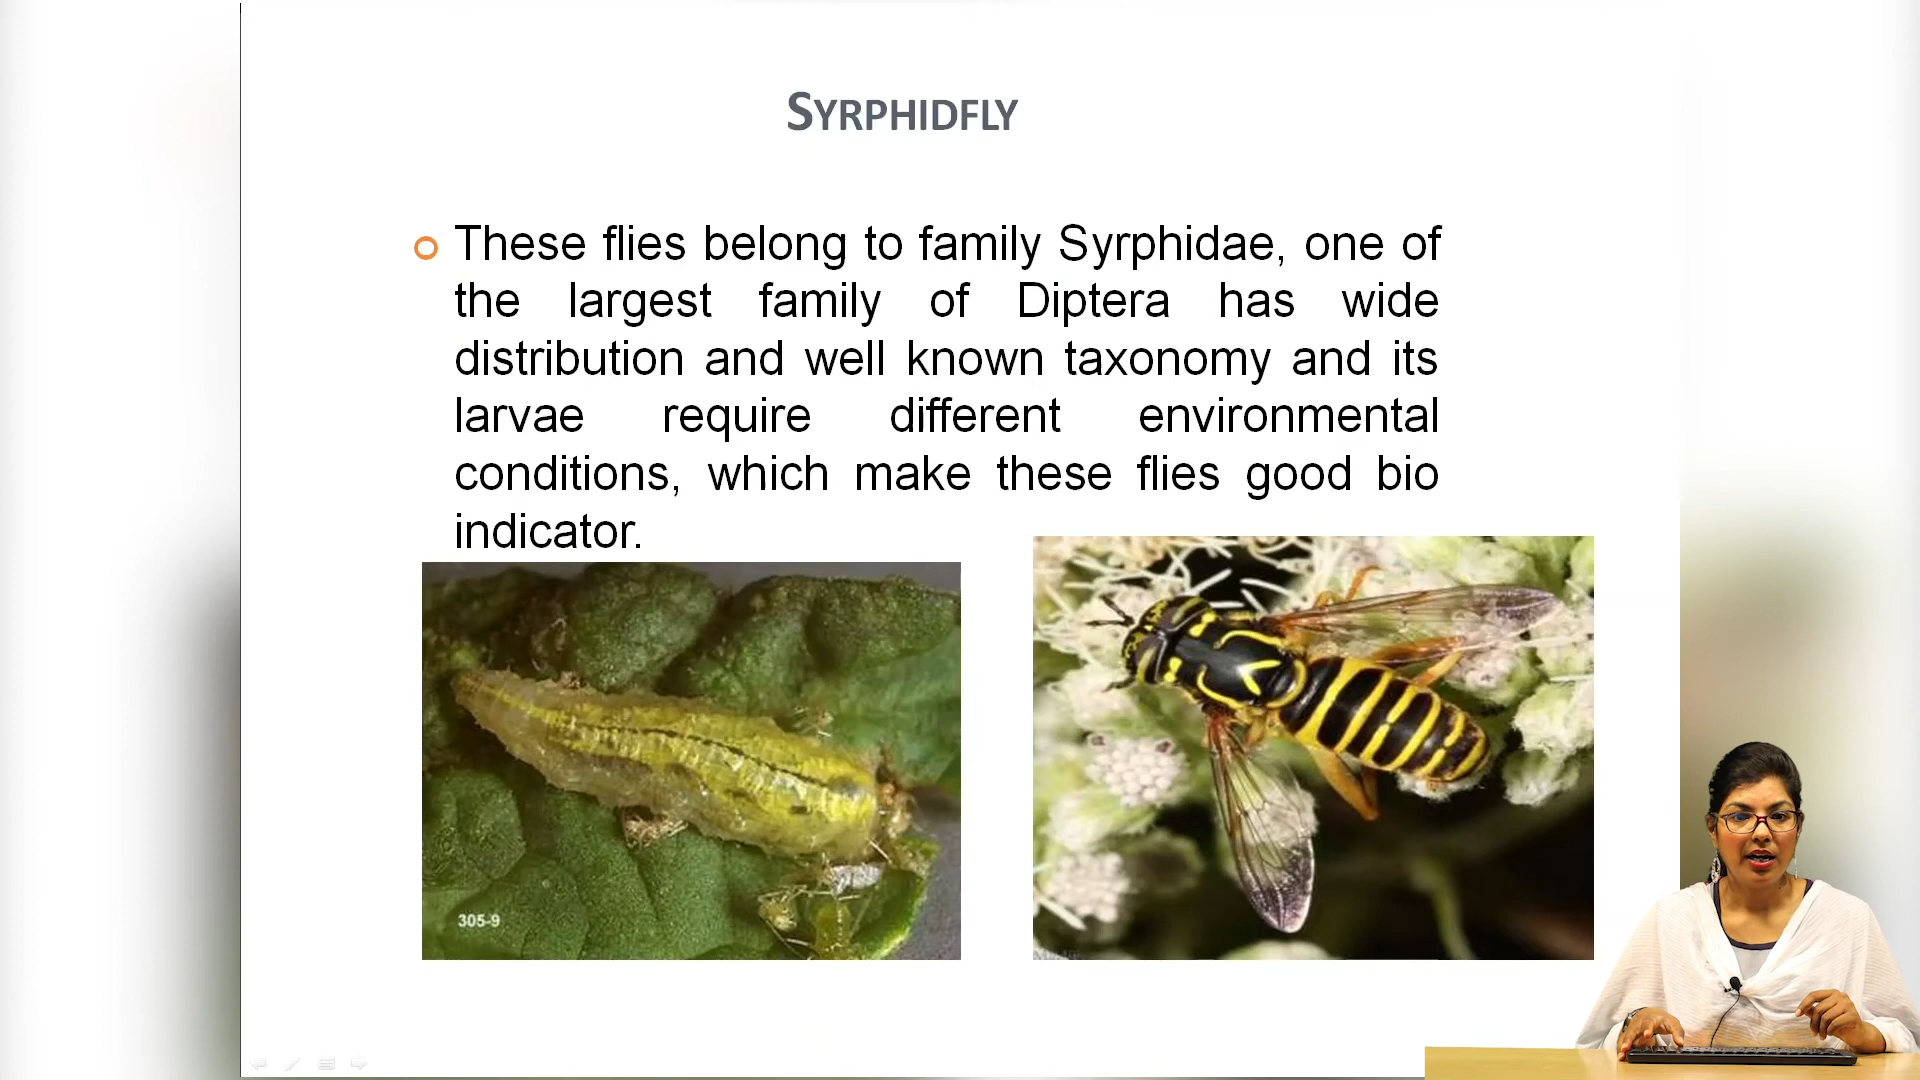 SYRPHIDFLY
These flies belong to family Syrphidae, one of
the largest family of Diptera has wide
distribution and well known taxonomy and its
larvae require different environmental
conditions, which make these flies good bio
indicator.
305-9